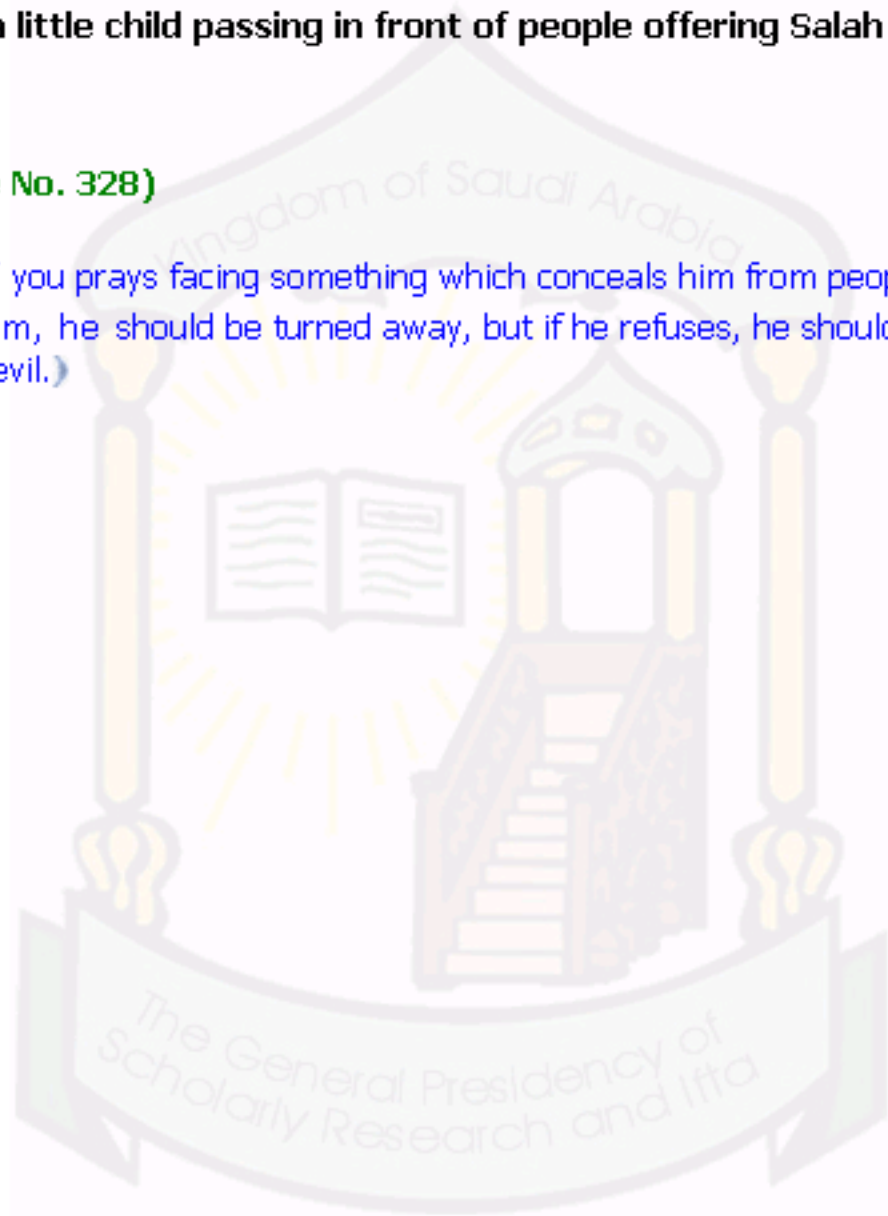 little child passing in front of people offering Salah
No. 328)
you prays facing something which conceals him from
m, he should be turned away, but if he refuses, he
evil.)
Kingdom of Saudi Arabia
The General Presidency of
Scholarly Research and Ifta